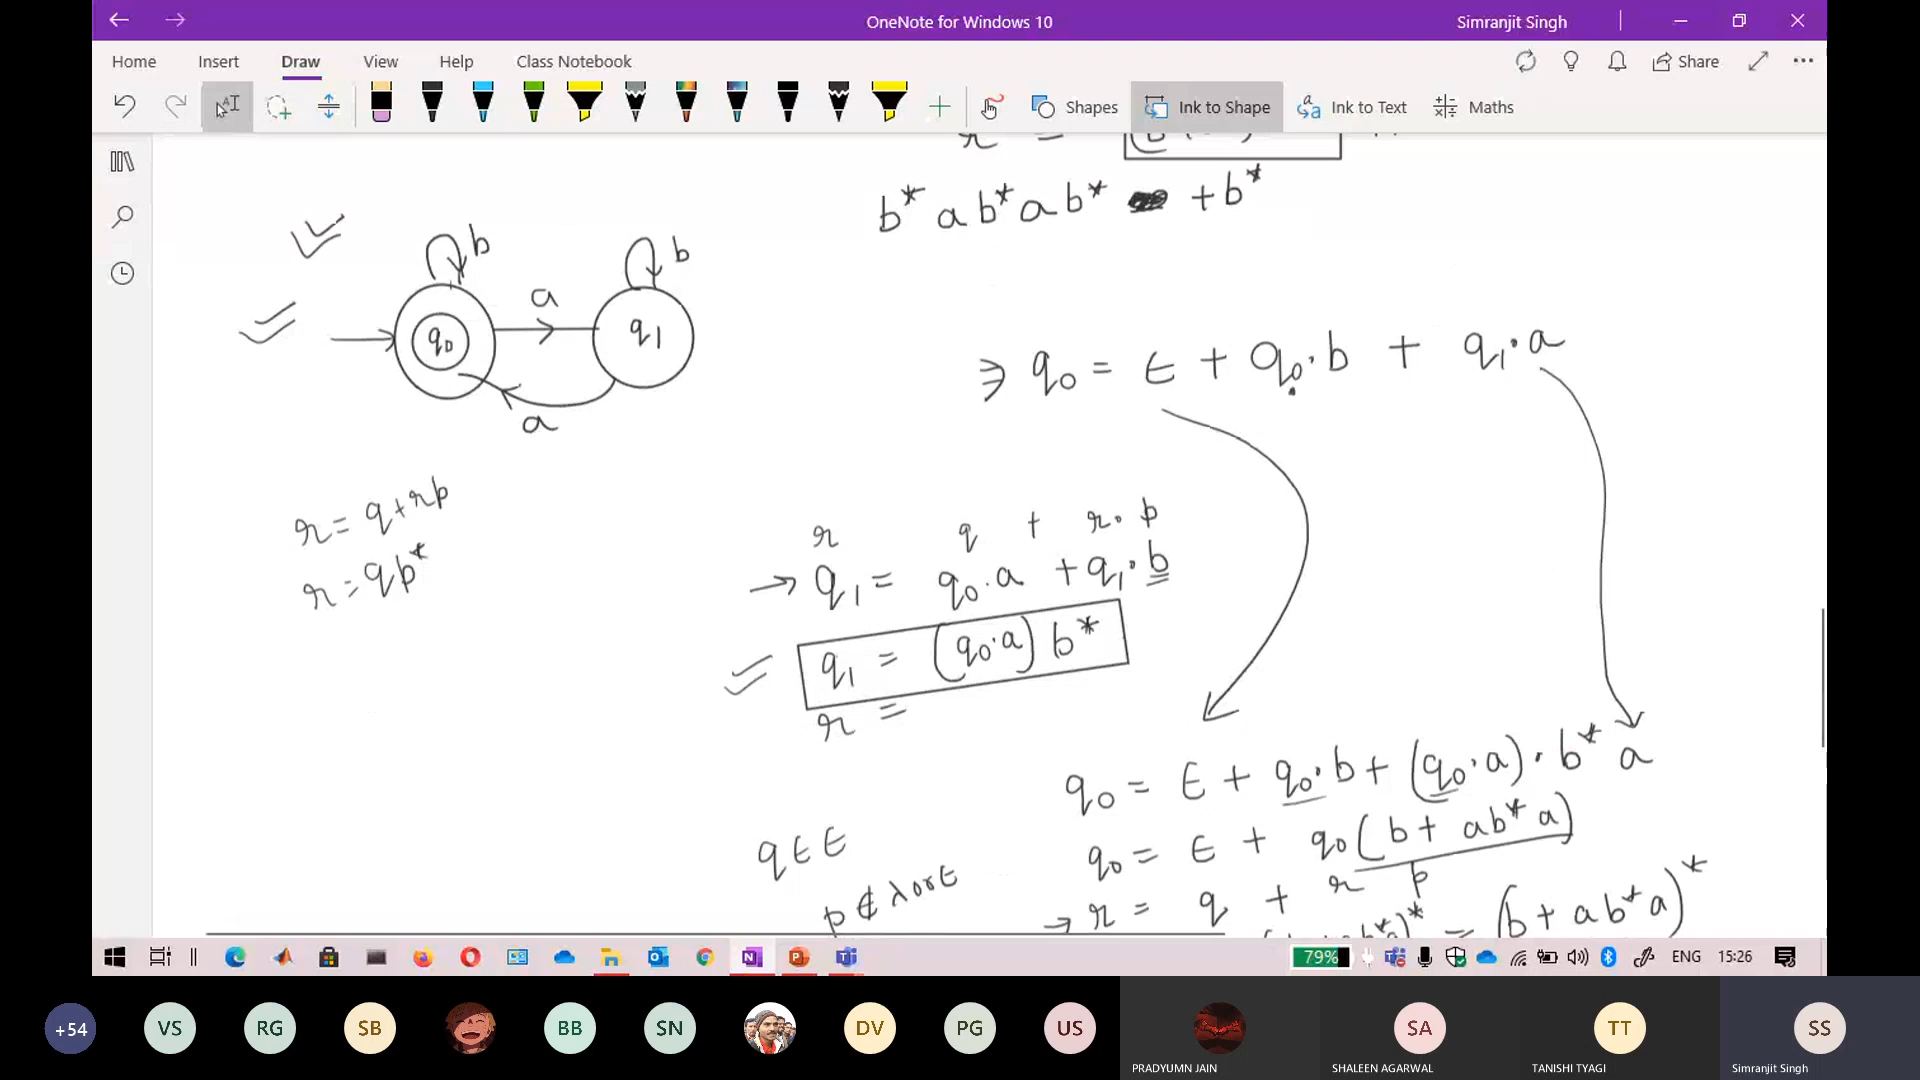 OneNote for Windows 10
Simranjit Singh
Home Insert Draw View Help Class Notebook
Share
Shapes Ink to Shape Ink to Text Maths
b* a b* a b* + b*
b b
a
q0 q1
a
⇒ q0 = ϵ + q0·b + q1·a
r = q + rp
r = qp*
r q + r· p
→ q1 = q0·a + q1·b
q1 = (q0·a) b*
r =
q0 = ϵ + q0·b + (q0·a)·b* a
q0 = ϵ + q0(b + ab* a)
q ϵ ϵ
r p
p ∉ λ or ϵ
→ r = q +
= (b + ab* a)*
79%
ENG 15:26
+54 VS RG SB BB SN DV PG US SA TT SS
PRADYUMN JAIN SHALEEN AGARWAL TANISHI TYAGI Simranjit Singh